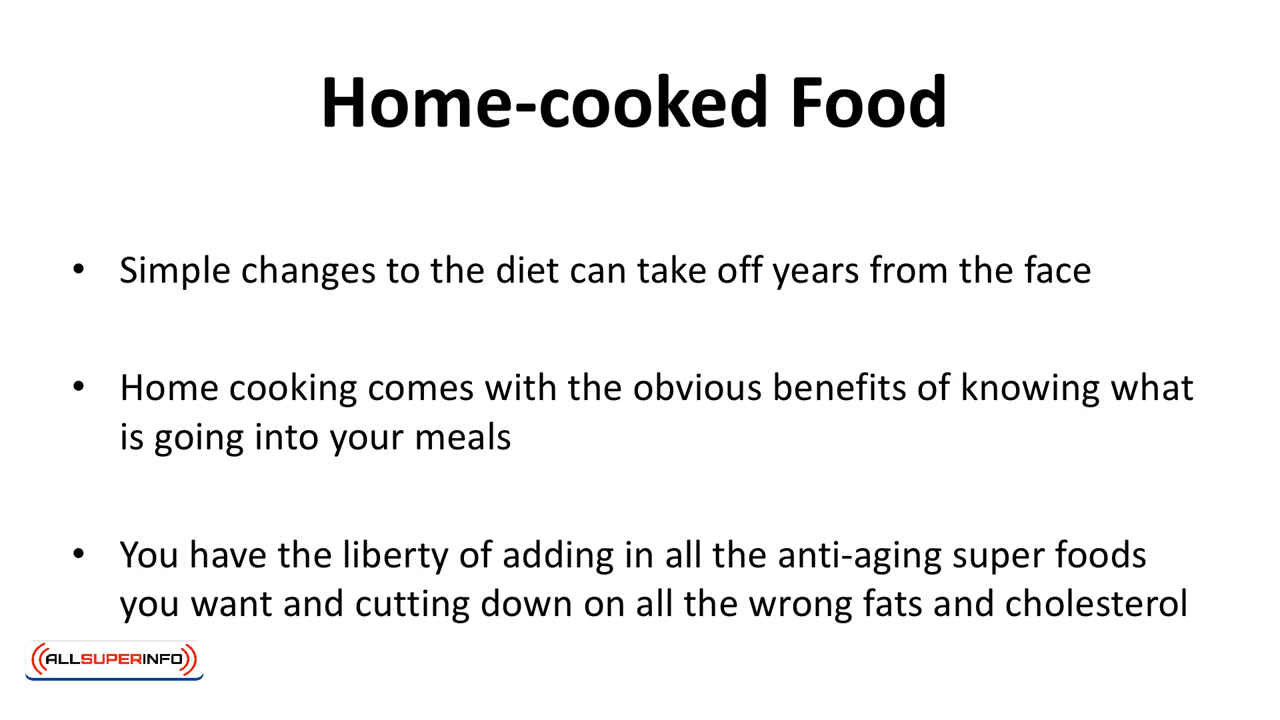 Home-cooked Food
• Simple changes to the diet can take off years from the face
• Home cooking comes with the obvious benefits of knowing what
is going into your meals
• You have the liberty of adding in all the anti-aging super foods
you want and cutting down on all the wrong fats and cholesterol
ALLSUPERINFO